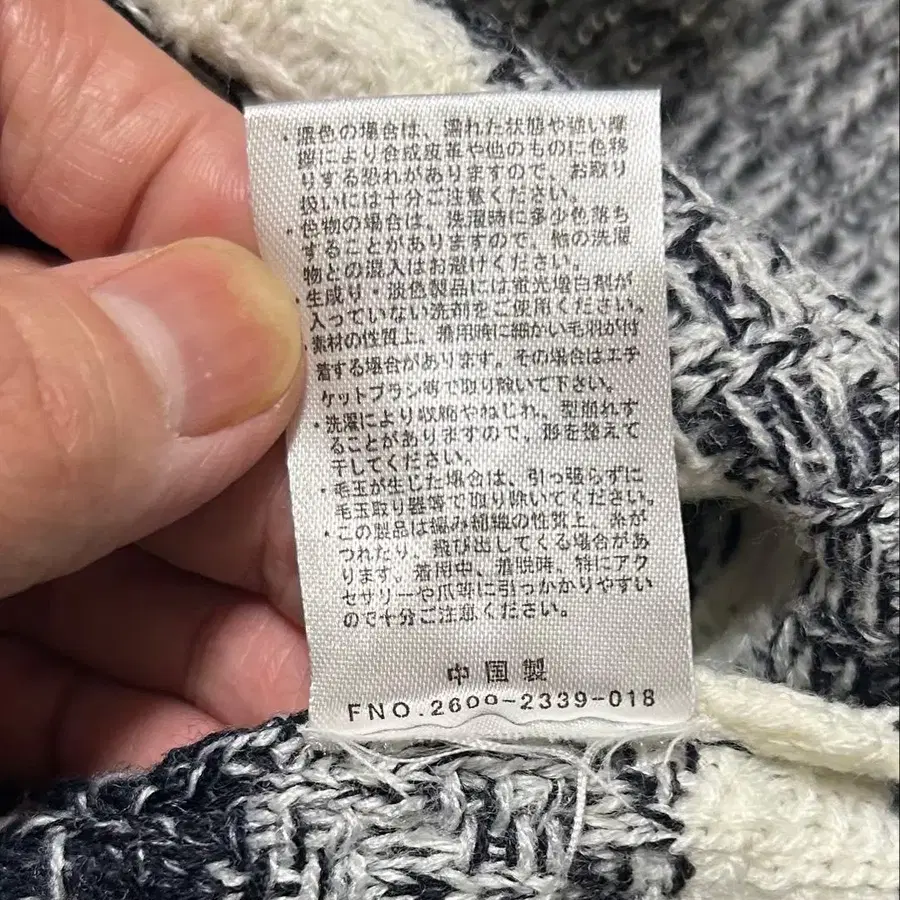 ・濃色の場合は、濡れた状態や強い摩
擦により合成皮革や他のものに色移
りする恐れがありますので、お取り
扱いには十分ご注意ください。
・色物の場合は、洗濯時に多少色落ち
することがありますので、他の洗濯
物との混入はお避けください。
・生成り・淡色製品には蛍光増白剤が
入っていない洗剤をご使用ください。
・素材の性質上、着用時に細かい毛羽が付
着する場合があります。その場合はエチ
ケットブラシ等で取り除いて下さい。
・洗濯により収縮やねじれ、型崩れす
ることがありますので、形を整えて
干してください。
・毛玉が生じた場合は、引っ張らずに
毛玉取り器等で取り除いてください。
・この製品は編み組織の性質上、糸が
つれたり、飛び出してくる場合があ
ります。着用中、着脱時、特にアク
セサリーや爪等に引っかかりやすい
ので十分ご注意ください。
中国製
FNO.2600-2339-018